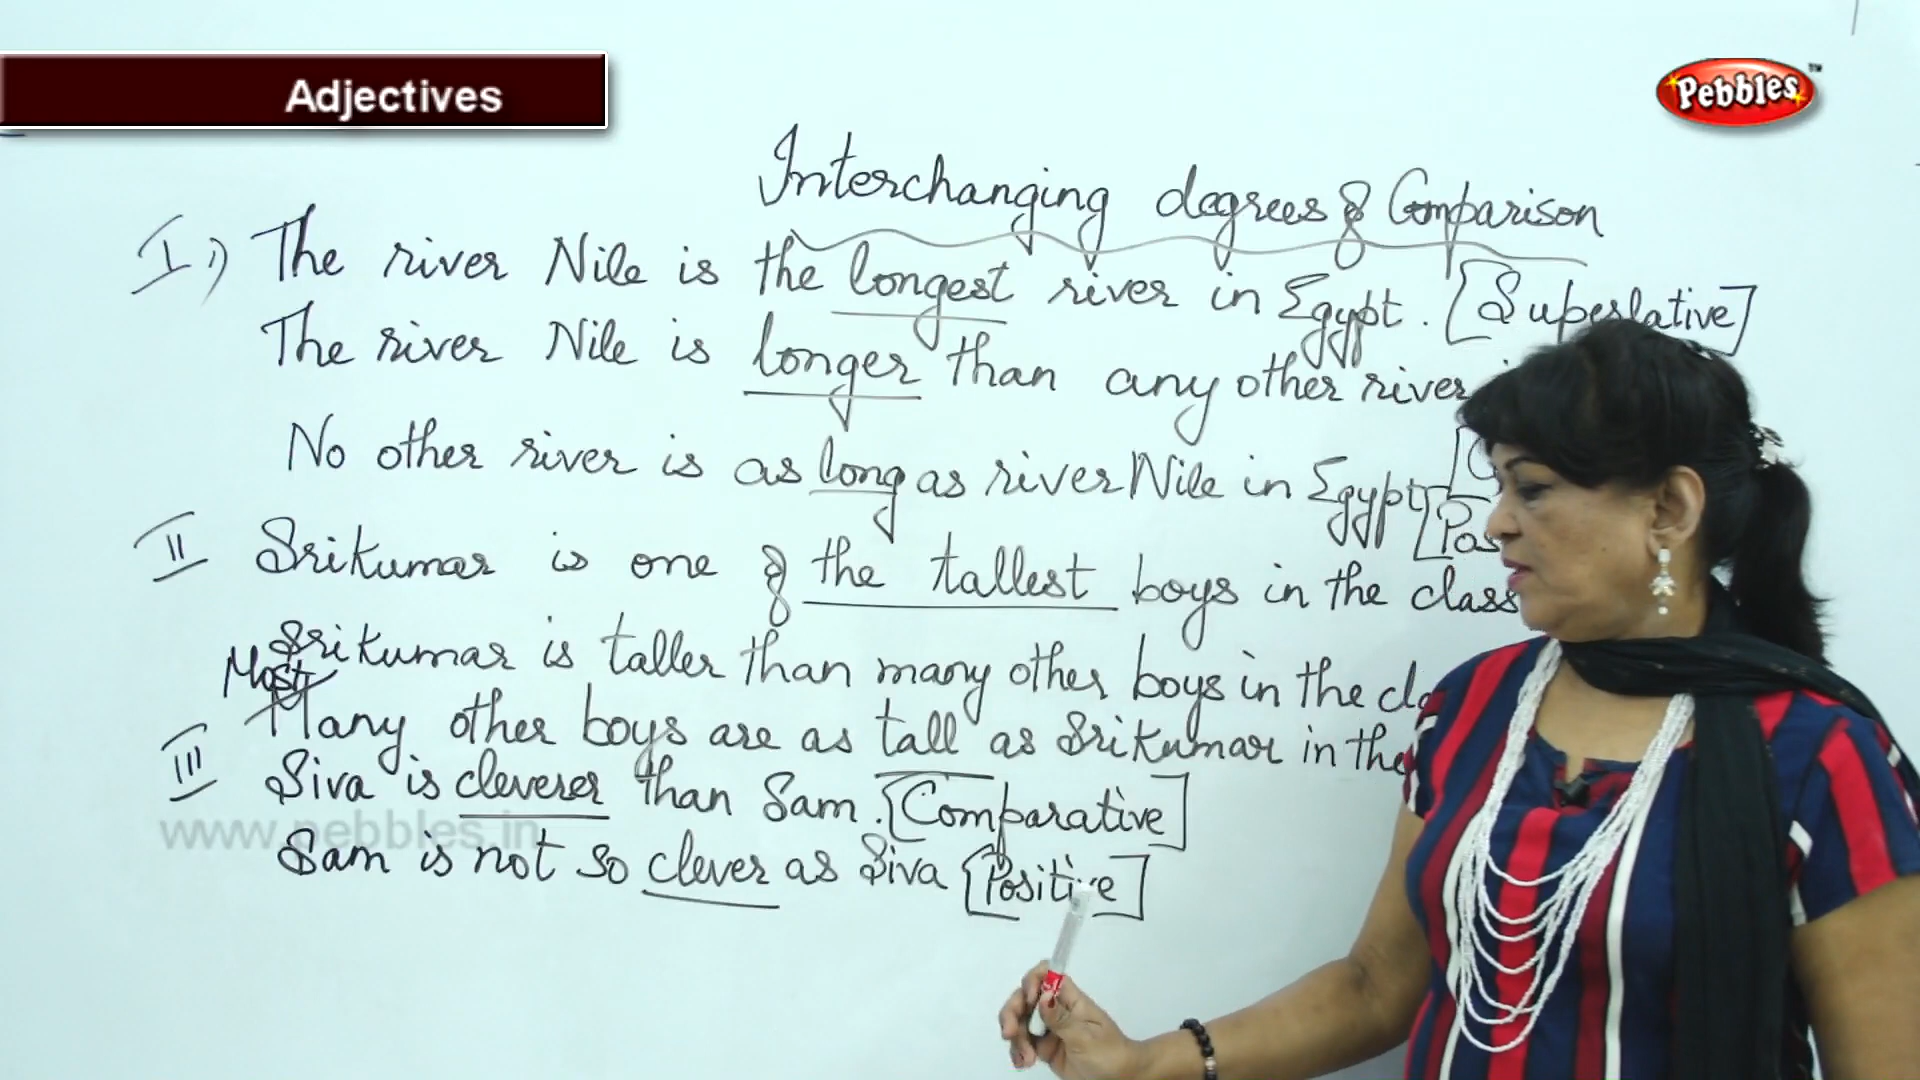 Adjectives
Pebbles™
Interchanging degrees of Comparison
I) The river Nile is the longest river in Egypt. [Superlative]
The river Nile is longer than any other river
No other river is as long as river Nile in Egypt [Pos
II Srikumar is one of the tallest boys in the class
Srikumar is taller than many other boys in the cla
Most
Many other boys are as tall as Srikumar in the
III Siva is cleverer than Sam. [Comparative]
www.pebbles.in
Sam is not so clever as Siva [Positive]